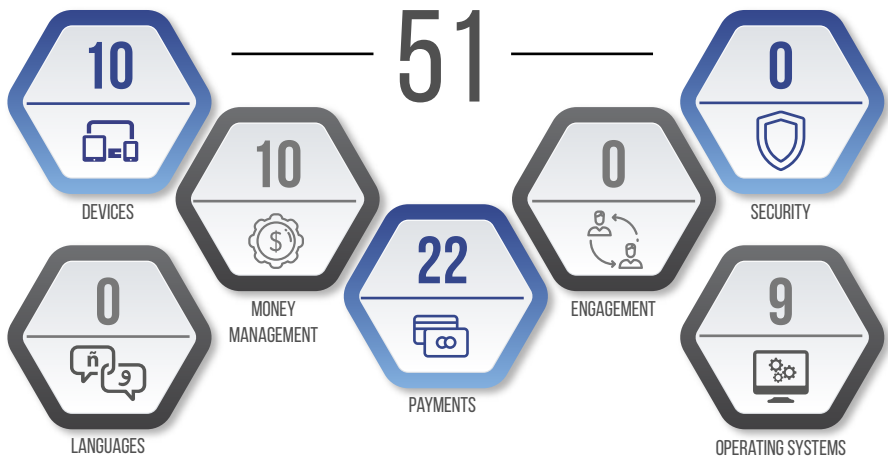 51
10
DEVICES
10
MONEY
MANAGEMENT
22
PAYMENTS
0
ENGAGEMENT
0
SECURITY
0
ñ
و
LANGUAGES
9
OPERATING SYSTEMS